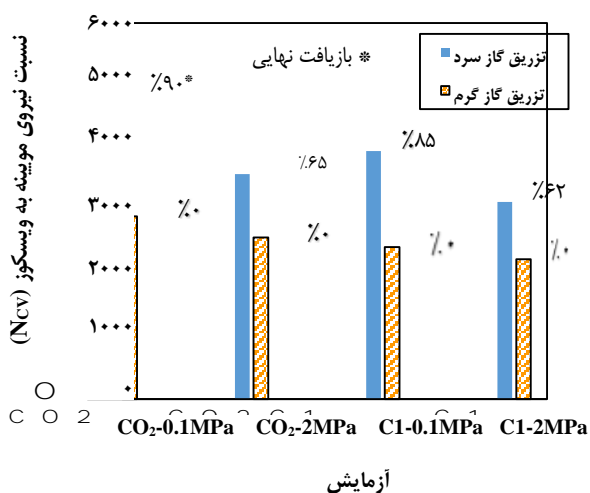 نسبت نیروی مویینه به ویسکوز (Ncv)
۶۰۰۰
۵۰۰۰
۴۰۰۰
۳۰۰۰
۲۰۰۰
۱۰۰۰
۰
* بازیافت نهایی
تزریق گاز سرد
تزریق گاز گرم
٪۹۰*
٪۰
٪۶۵
٪۰
٪۸۵
٪۰
٪۶۲
٪۰
CO2
CO₂-0.1MPa CO₂-2MPa C1-0.1MPa C1-2MPa
آزمایش